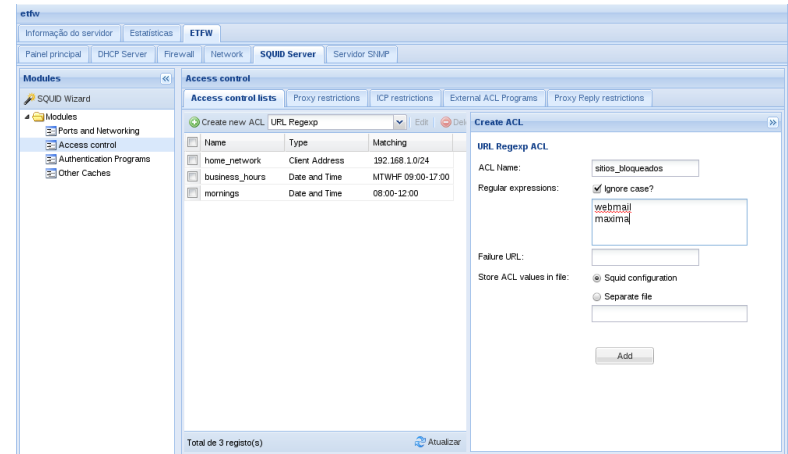 etfw
Informação do servidor Estatísticas ETFW
Painel principal DHCP Server Firewall Network SQUID Server Servidor SNMP
Modules
SQUID Wizard
Modules
Ports and Networking
Access control
Authentication Programs
Other Caches
Access control
Access control lists Proxy restrictions ICP restrictions External ACL Programs Proxy Reply restrictions
Create new ACL URL Regexp Edit Del
Name Type Matching
home_network Client Address 192.168.1.0/24
business_hours Date and Time MTWHF 09:00-17:00
mornings Date and Time 08:00-12:00
Total de 3 registo(s) Atualizar
Create ACL
URL Regexp ACL
ACL Name: sitios_bloqueados
Regular expressions: Ignore case?
webmail
maxima
Failure URL:
Store ACL values in file: Squid configuration
Separate file
Add